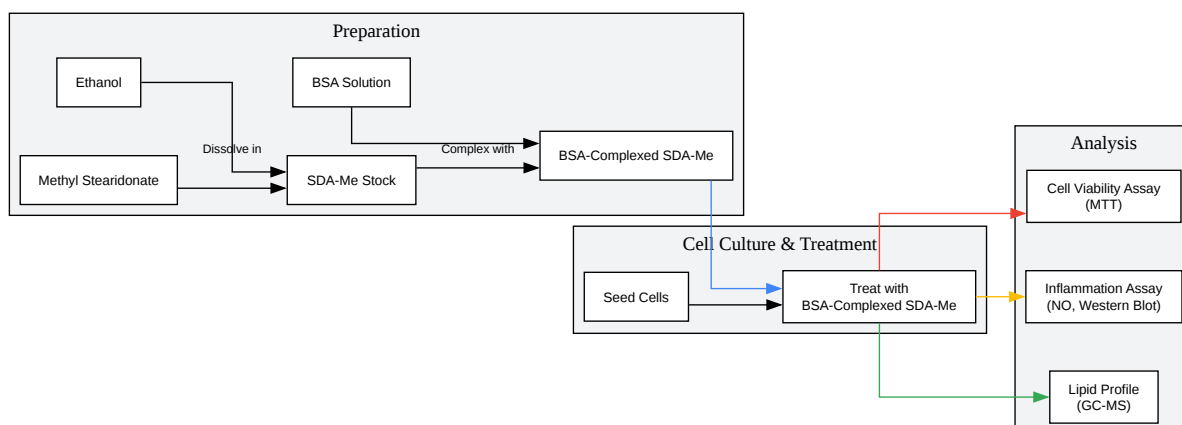 Preparation
Ethanol
BSA Solution
Dissolve in
Complex with
Methyl Stearidonate
SDA-Me Stock
BSA-Complexed SDA-Me
Cell Culture & Treatment
Seed Cells
Treat with
BSA-Complexed SDA-Me
Analysis
Cell Viability Assay
(MTT)
Inflammation Assay
(NO, Western Blot)
Lipid Profile
(GC-MS)